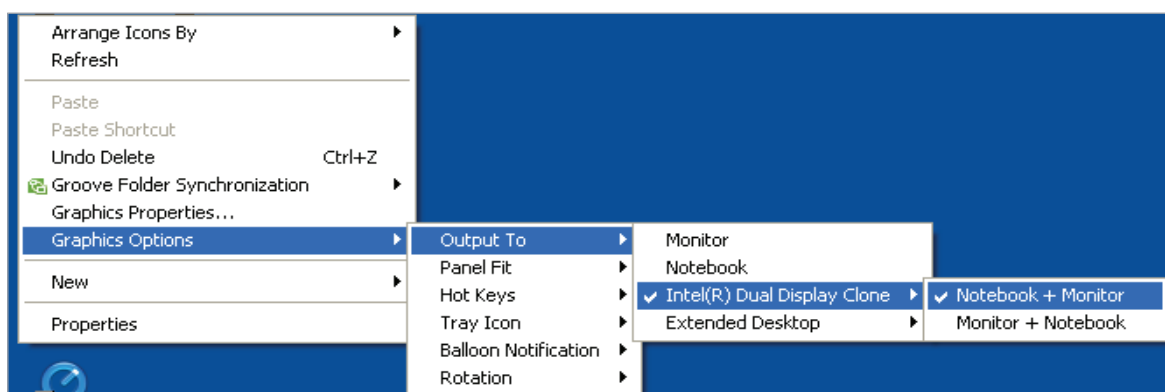 Arrange Icons By
Refresh
Paste
Paste Shortcut
Undo Delete Ctrl+Z
Groove Folder Synchronization
Graphics Properties...
Graphics Options
New
Properties
Output To
Panel Fit
Hot Keys
Tray Icon
Balloon Notification
Rotation
Monitor
Notebook
Intel(R) Dual Display Clone
Extended Desktop
Notebook + Monitor
Monitor + Notebook